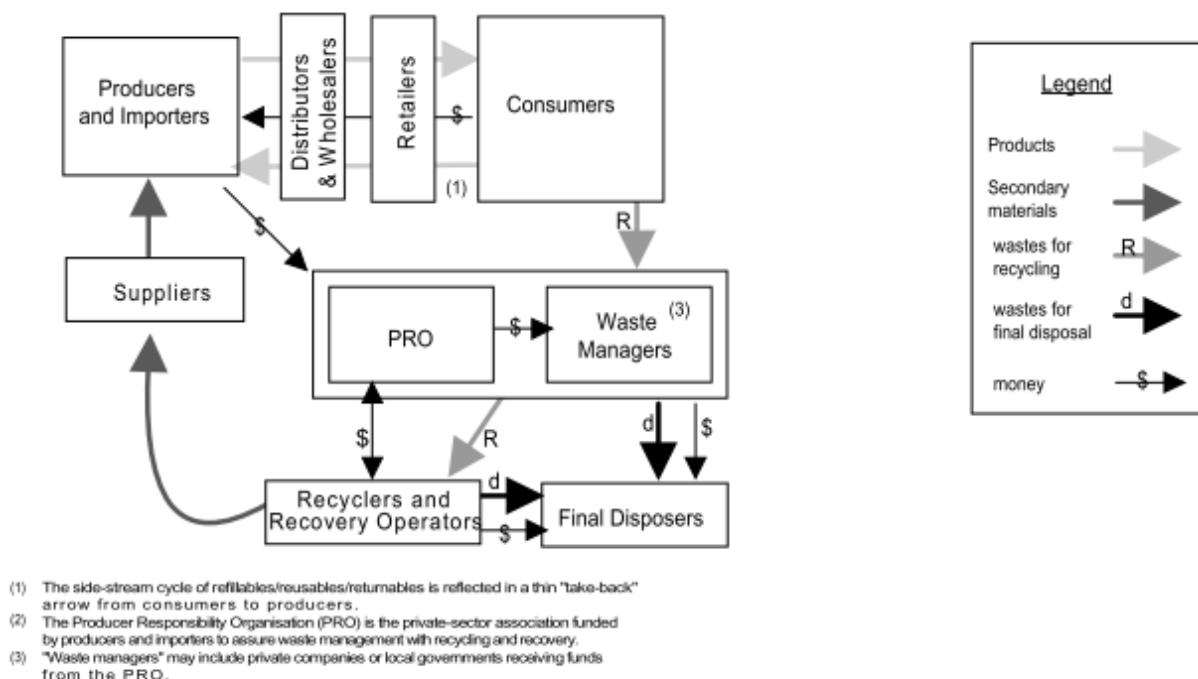 Producers
and Importers
Distributors
& Wholesalers
Retailers
Consumers
$
(1)
$
R
Suppliers
PRO
$
Waste
Managers
(3)
$
R
d
$
Recyclers and
Recovery Operators
d
$
Final Disposers
Legend
Products
Secondary
materials
wastes for
recycling
R
wastes for
final disposal
d
money
$
(1) The side-stream cycle of refillables/reusables/returnables is reflected in a thin "take-back"
arrow from consumers to producers.
(2) The Producer Responsibility Organisation (PRO) is the private-sector association funded
by producers and importers to assure waste management with recycling and recovery.
(3) "Waste managers" may include private companies or local governments receiving funds
from the PRO.